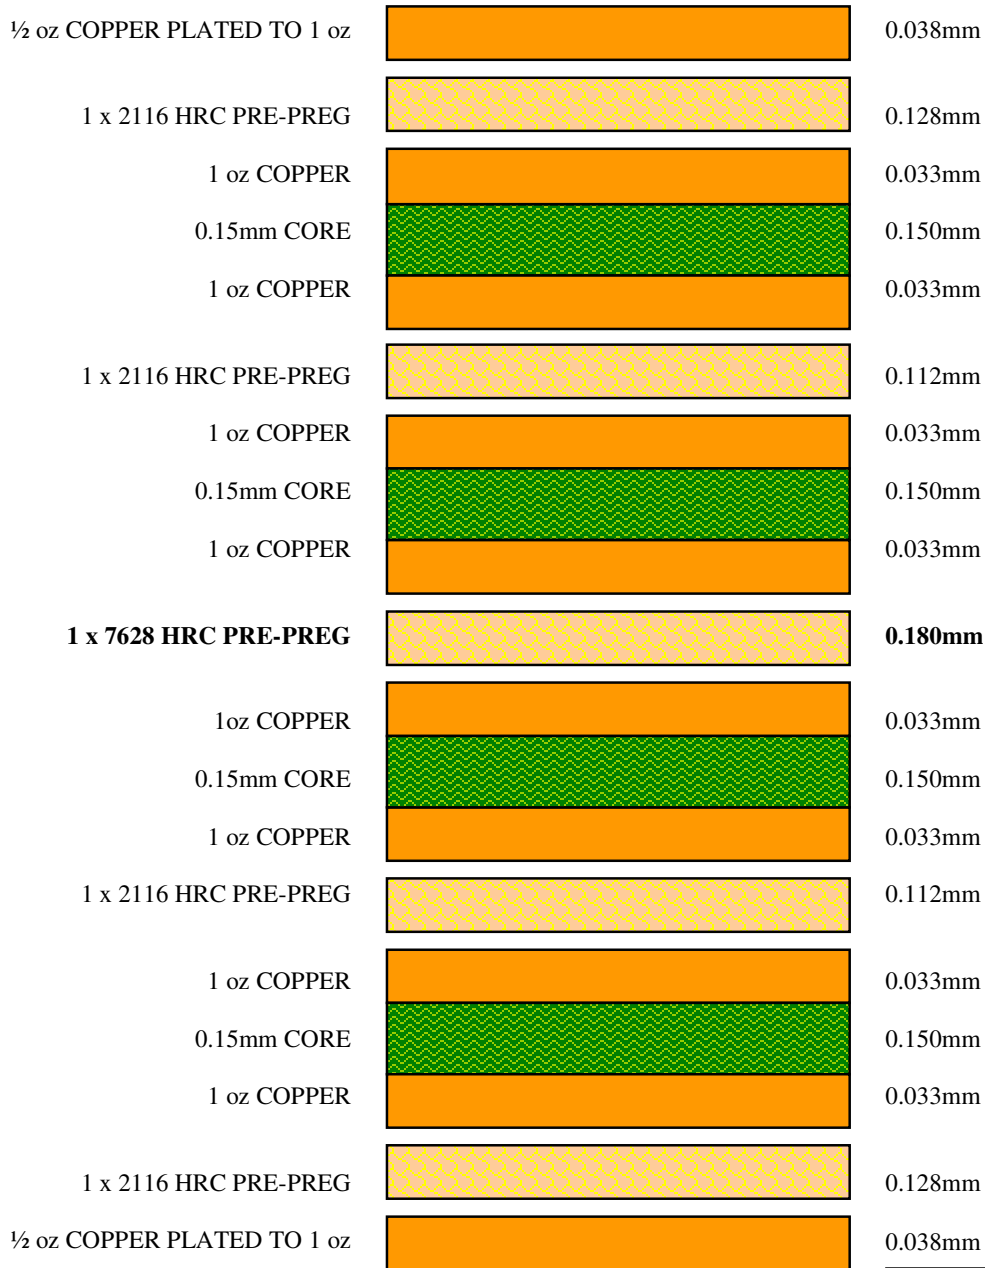 ½ oz COPPER PLATED TO 1 oz 0.038mm
1 x 2116 HRC PRE-PREG 0.128mm
1 oz COPPER 0.033mm
0.15mm CORE 0.150mm
1 oz COPPER 0.033mm
1 x 2116 HRC PRE-PREG 0.112mm
1 oz COPPER 0.033mm
0.15mm CORE 0.150mm
1 oz COPPER 0.033mm
1 x 7628 HRC PRE-PREG 0.180mm
1oz COPPER 0.033mm
0.15mm CORE 0.150mm
1 oz COPPER 0.033mm
1 x 2116 HRC PRE-PREG 0.112mm
1 oz COPPER 0.033mm
0.15mm CORE 0.150mm
1 oz COPPER 0.033mm
1 x 2116 HRC PRE-PREG 0.128mm
½ oz COPPER PLATED TO 1 oz 0.038mm